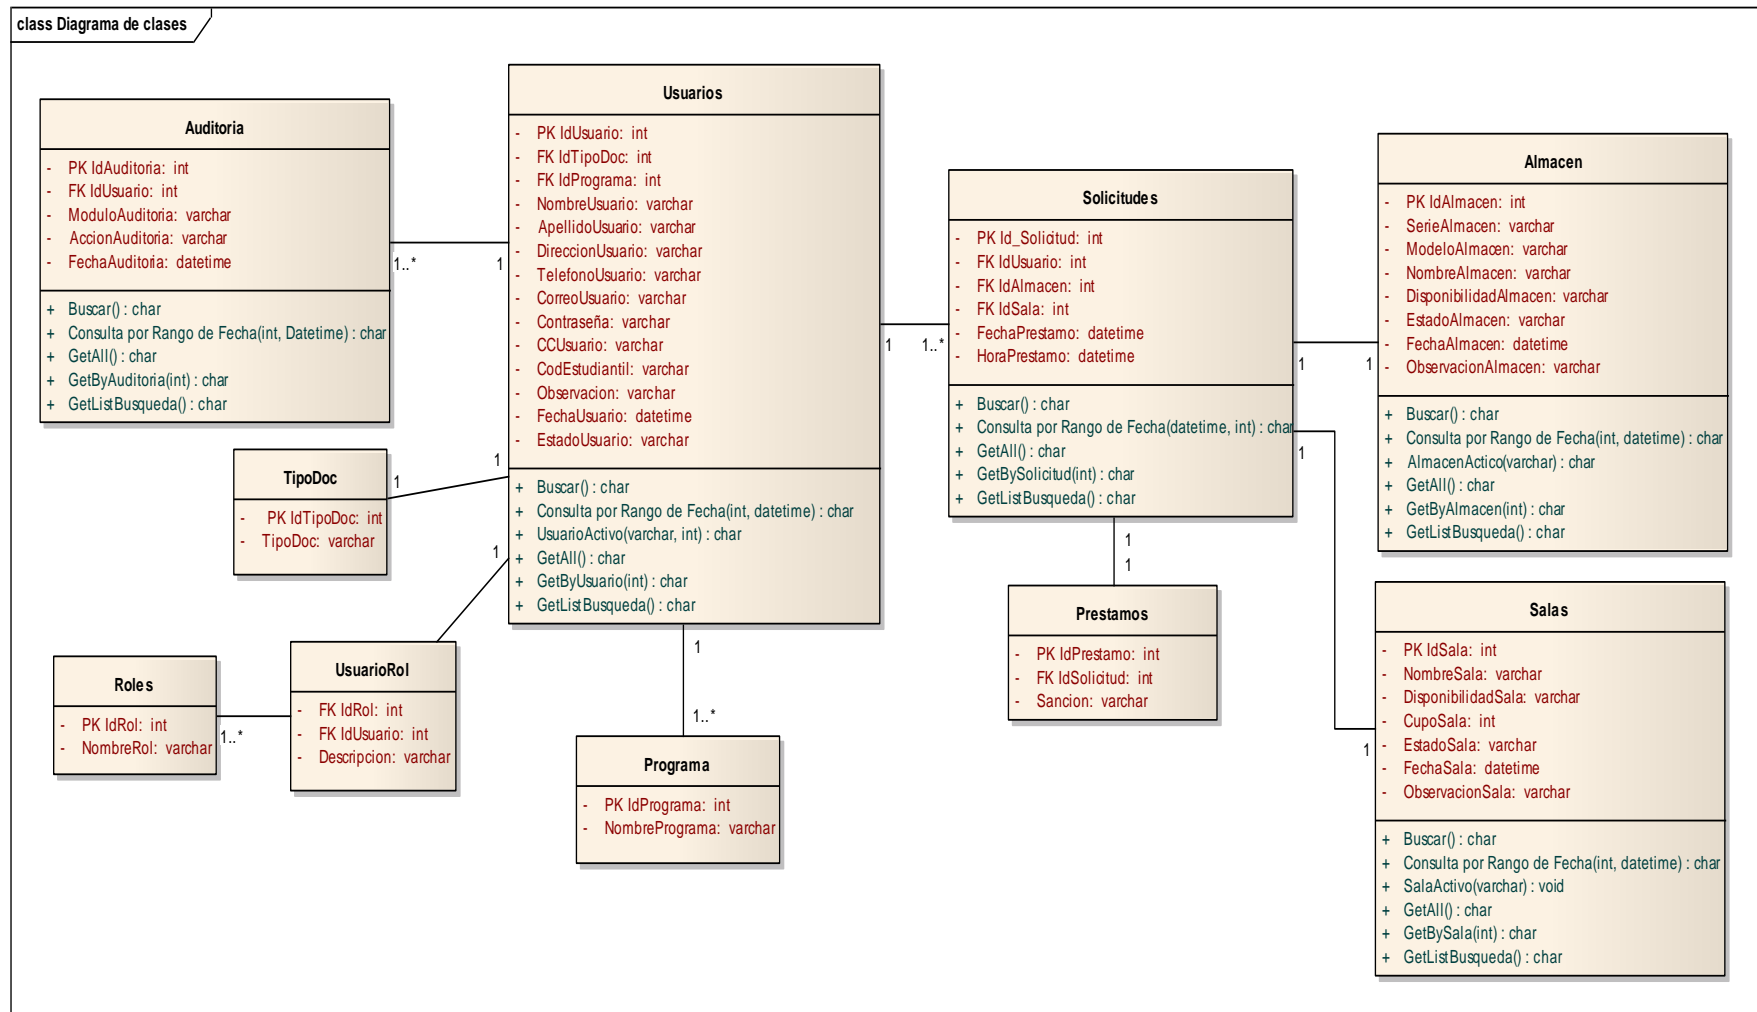 class Diagrama de clases
Auditoria
- PK IdAuditoria: int
- FK IdUsuario: int
- ModuloAuditoria: varchar
- AccionAuditoria: varchar
- FechaAuditoria: datetime
+ Buscar() : char
+ Consulta por Rango de Fecha(int, Datetime) : char
+ GetAll() : char
+ GetByAuditoria(int) : char
+ GetListBusqueda() : char
1..*
1
Usuarios
- PK IdUsuario: int
- FK IdTipoDoc: int
- FK IdPrograma: int
- NombreUsuario: varchar
- ApellidoUsuario: varchar
- DireccionUsuario: varchar
- TelefonoUsuario: varchar
- CorreoUsuario: varchar
- Contraseña: varchar
- CCUsuario: varchar
- CodEstudiantil: varchar
- Observacion: varchar
- FechaUsuario: datetime
- EstadoUsuario: varchar
+ Buscar() : char
+ Consulta por Rango de Fecha(int, datetime) : char
+ UsuarioActivo(varchar, int) : char
+ GetAll() : char
+ GetByUsuario(int) : char
+ GetListBusqueda() : char
1
1..*
Solicitudes
- PK Id_Solicitud: int
- FK IdUsuario: int
- FK IdAlmacen: int
- FK IdSala: int
- FechaPrestamo: datetime
- HoraPrestamo: datetime
+ Buscar() : char
+ Consulta por Rango de Fecha(datetime, int) : char
+ GetAll() : char
+ GetBySolicitud(int) : char
+ GetListBusqueda() : char
1
1
Almacen
- PK IdAlmacen: int
- SerieAlmacen: varchar
- ModeloAlmacen: varchar
- NombreAlmacen: varchar
- DisponibilidadAlmacen: varchar
- EstadoAlmacen: varchar
- FechaAlmacen: datetime
- ObservacionAlmacen: varchar
+ Buscar() : char
+ Consulta por Rango de Fecha(int, datetime) : char
+ AlmacenActico(varchar) : char
+ GetAll() : char
+ GetByAlmacen(int) : char
+ GetListBusqueda() : char
TipoDoc
- PK IdTipoDoc: int
- TipoDoc: varchar
1
1
Roles
- PK IdRol: int
- NombreRol: varchar
1..*
UsuarioRol
- FK IdRol: int
- FK IdUsuario: int
- Descripcion: varchar
1
1
1..*
Programa
- PK IdPrograma: int
- NombrePrograma: varchar
1
1
Prestamos
- PK IdPrestamo: int
- FK IdSolicitud: int
- Sancion: varchar
1
1
Salas
- PK IdSala: int
- NombreSala: varchar
- DisponibilidadSala: varchar
- CupoSala: int
- EstadoSala: varchar
- FechaSala: datetime
- ObservacionSala: varchar
+ Buscar() : char
+ Consulta por Rango de Fecha(int, datetime) : char
+ SalaActivo(varchar) : void
+ GetAll() : char
+ GetBySala(int) : char
+ GetListBusqueda() : char